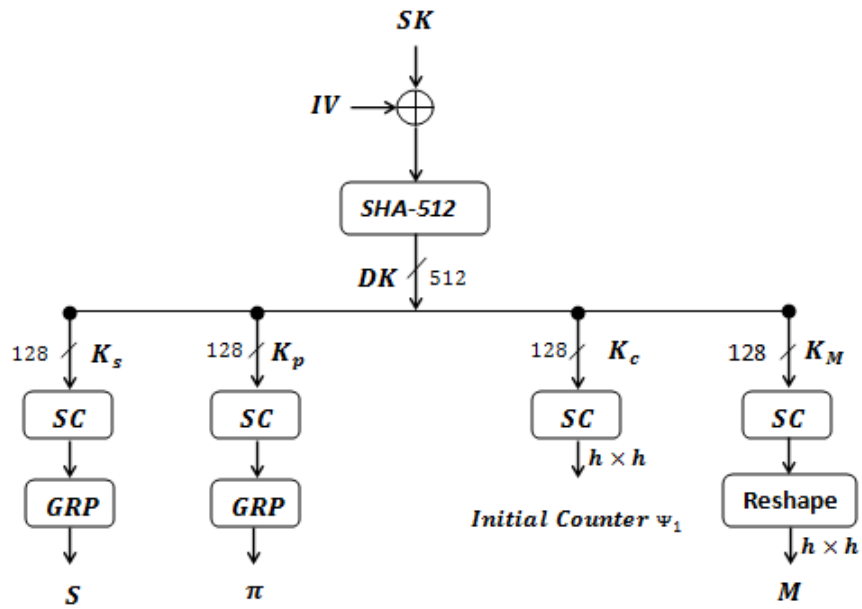 SK
IV
SHA-512
DK 512
128 K_s 128 K_p 128 K_c 128 K_M
SC SC SC SC
h × h
GRP GRP Initial Counter Ψ_1 Reshape
h × h
S π M